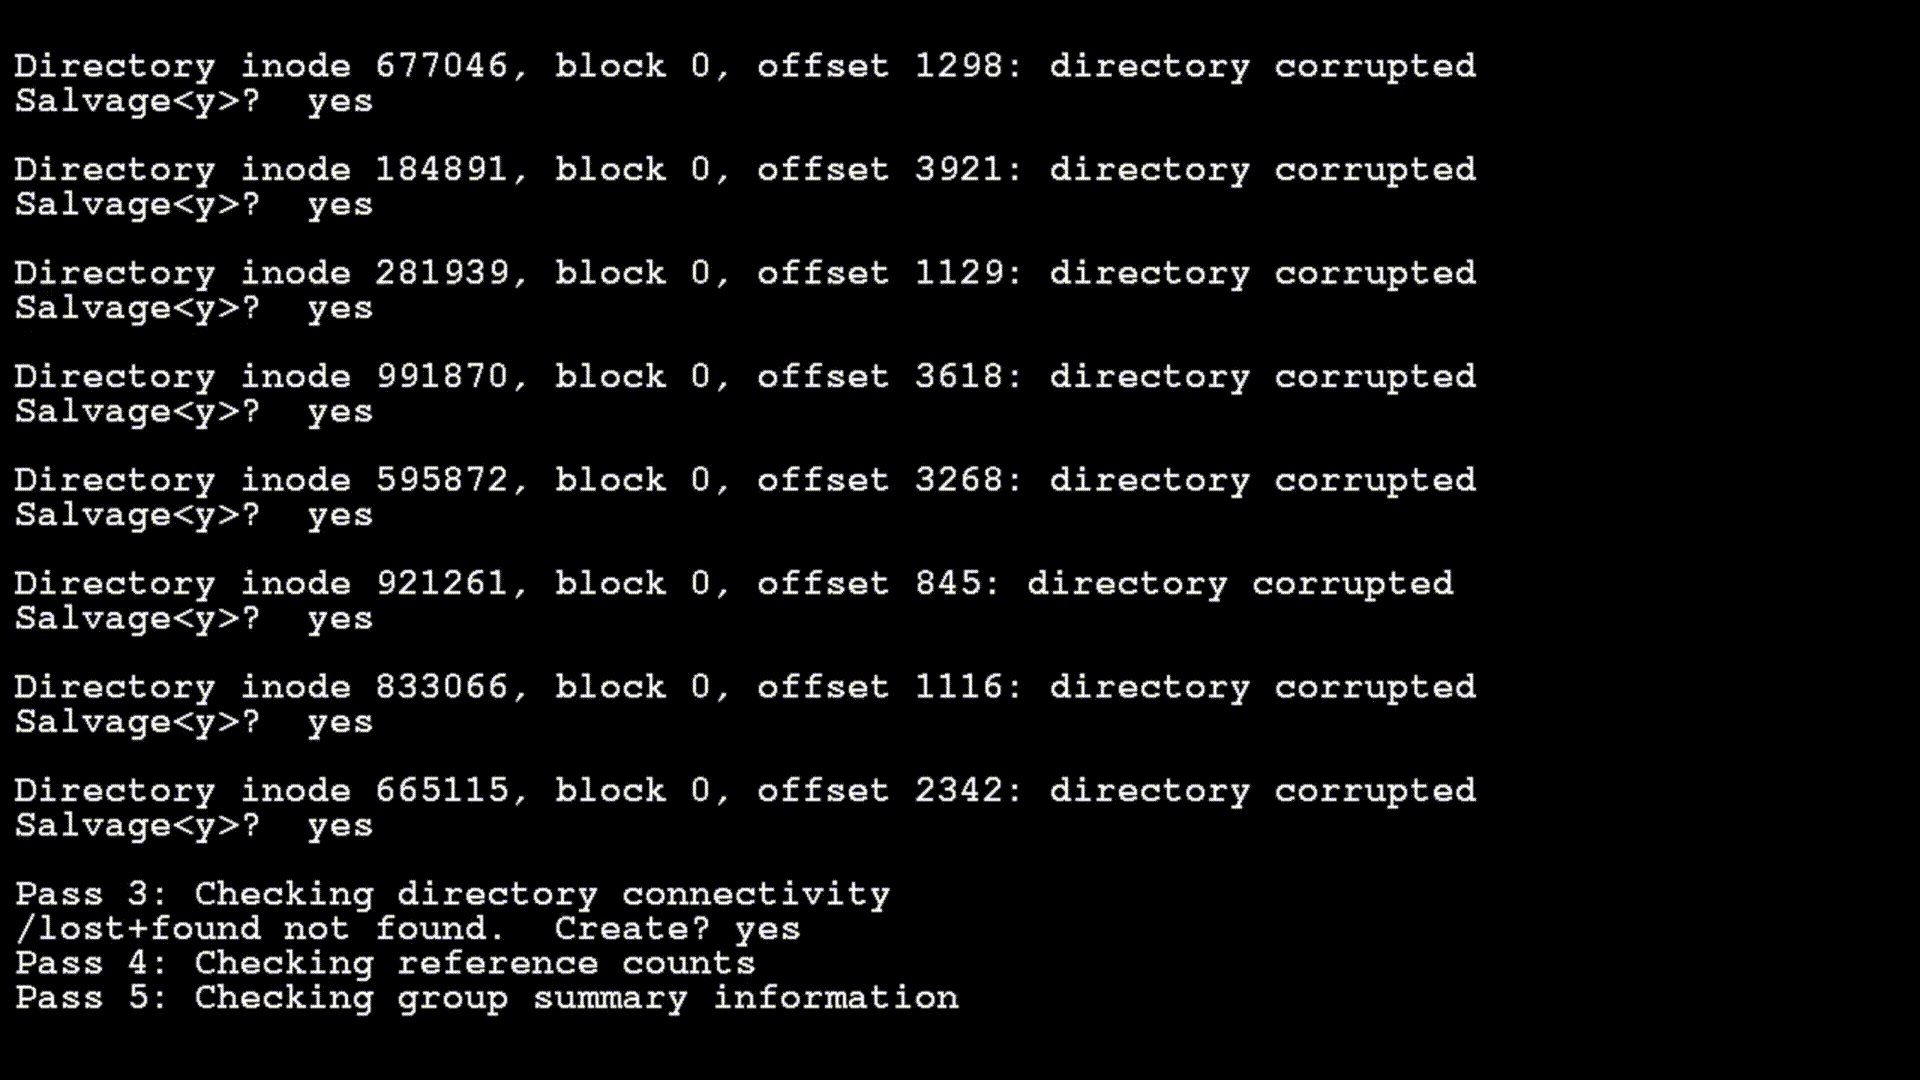 Directory inode 677046, block 0, offset 1298: directory corrupted
Salvage<y>?  yes
Directory inode 184891, block 0, offset 3921: directory corrupted
Salvage<y>?  yes
Directory inode 281939, block 0, offset 1129: directory corrupted
Salvage<y>?  yes
Directory inode 991870, block 0, offset 3618: directory corrupted
Salvage<y>?  yes
Directory inode 595872, block 0, offset 3268: directory corrupted
Salvage<y>?  yes
Directory inode 921261, block 0, offset 845: directory corrupted
Salvage<y>?  yes
Directory inode 833066, block 0, offset 1116: directory corrupted
Salvage<y>?  yes
Directory inode 665115, block 0, offset 2342: directory corrupted
Salvage<y>?  yes
Pass 3: Checking directory connectivity
/lost+found not found.  Create? yes
Pass 4: Checking reference counts
Pass 5: Checking group summary information